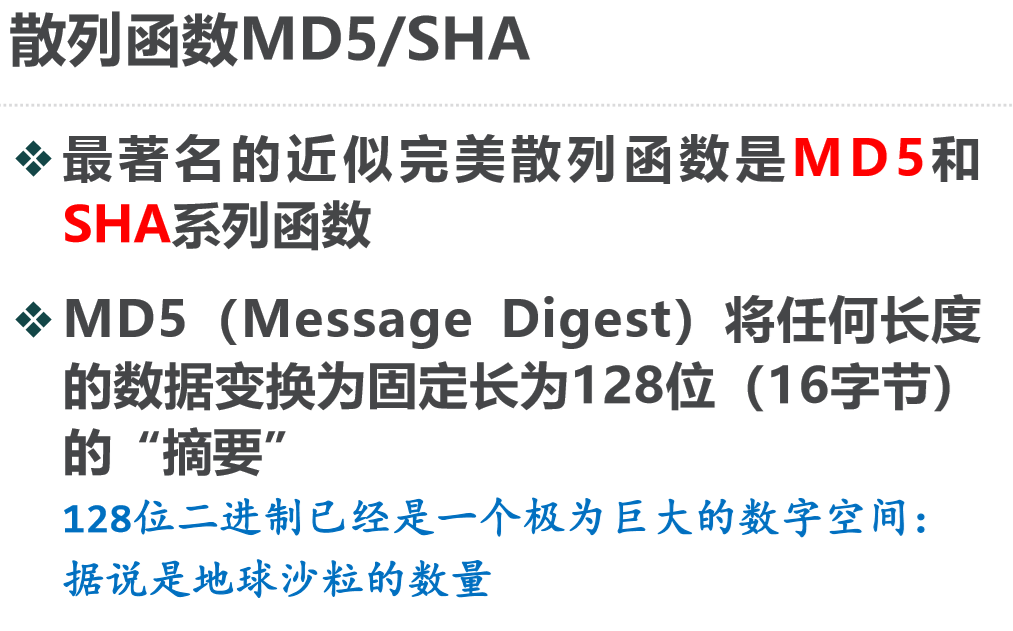 散列函数MD5/SHA
最著名的近似完美散列函数是MD5和
SHA系列函数
MD5（Message Digest）将任何长度
的数据变换为固定长为128位（16字节）
的“摘要”
128位二进制已经是一个极为巨大的数字空间：
据说是地球沙粒的数量